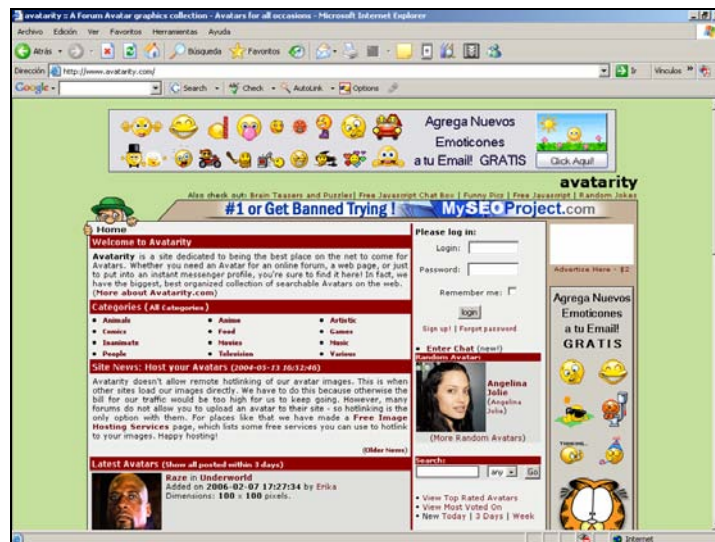 avatarity :: A Forum Avatar graphics collection - Avatars for all occasions - Microsoft Internet Explorer
Archivo Edición Ver Favoritos Herramientas Ayuda
Atrás Búsqueda Favoritos
Dirección http://www.avatarity.com/ Ir Vínculos »
Google Search Check AutoLink Options
Agrega Nuevos
Emoticones
a tu Email! GRATIS
Click Aquí!
avatarity
Also check out: Brain Teasers and Puzzles| Free Javascript Chat Box | Funny Pics | Free Javascript | Random Jokes
#1 or Get Banned Trying ! MySEOProject.com
Home
Welcome to Avatarity
Avatarity is a site dedicated to being the best place on the net to come for
Avatars. Whether you need an Avatar for an online forum, a web page, or just
to put into an instant messenger profile, you're sure to find it here! In fact, we
have the biggest, best organized collection of searchable Avatars on the web.
(More about Avatarity.com)
Categories (All Categories)
Animals Anime Artistic
Comics Food Games
Inanimate Movies Music
People Television Various
Site News: Host your Avatars (2004-05-13 16:52:46)
Avatarity doesn't allow remote hotlinking of our avatar images. This is when
other sites load our images directly. We have to do this because otherwise the
bill for our traffic would be too high for us to keep going. However, many
forums do not allow you to upload an avatar to their site - so hotlinking is the
only option with them. For places like that we have made a Free Image
Hosting Services page, which lists some free services you can use to hotlink
to your images. Happy hosting!
(Older News)
Latest Avatars (Show all posted within 3 days)
Raze in Underworld
Added on 2006-02-07 17:27:34 by Erika
Dimensions: 100 x 100 pixels.
Please log in:
Login:
Password:
Remember me:
login
Sign up! | Forgot password
Enter Chat (new!)
Random Avatar:
Angelina
Jolie
(Angelina
Jolie)
(More Random Avatars)
Search:
any Go
View Top Rated Avatars
View Most Voted On
New Today | 3 Days | Week
Advertize Here - $2
Agrega Nuevos
Emoticones
a tu Email!
GRATIS
THINKING...
Internet